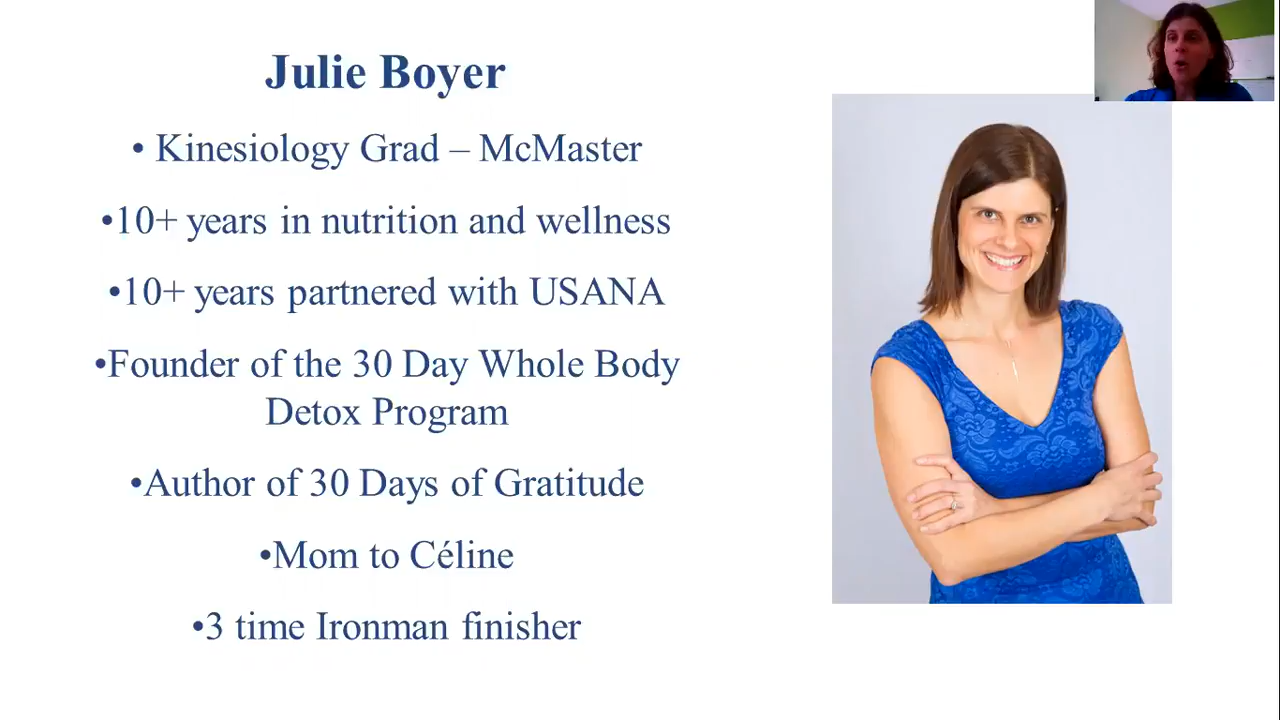 Julie Boyer
• Kinesiology Grad – McMaster
•10+ years in nutrition and wellness
•10+ years partnered with USANA
•Founder of the 30 Day Whole Body
Detox Program
•Author of 30 Days of Gratitude
•Mom to Céline
•3 time Ironman finisher